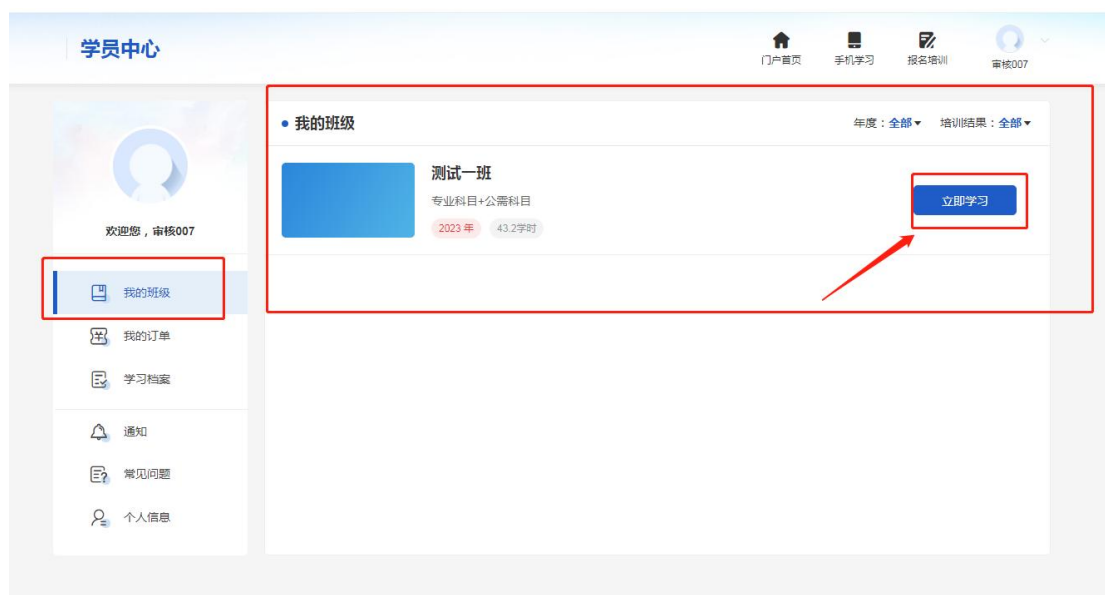 学员中心
门户首页
手机学习
报名培训
审核007
欢迎您，审核007
我的班级
我的订单
学习档案
通知
常见问题
个人信息
我的班级
年度：全部
培训结果：全部
测试一班
专业科目+公需科目
2023 年 43.2学时
立即学习